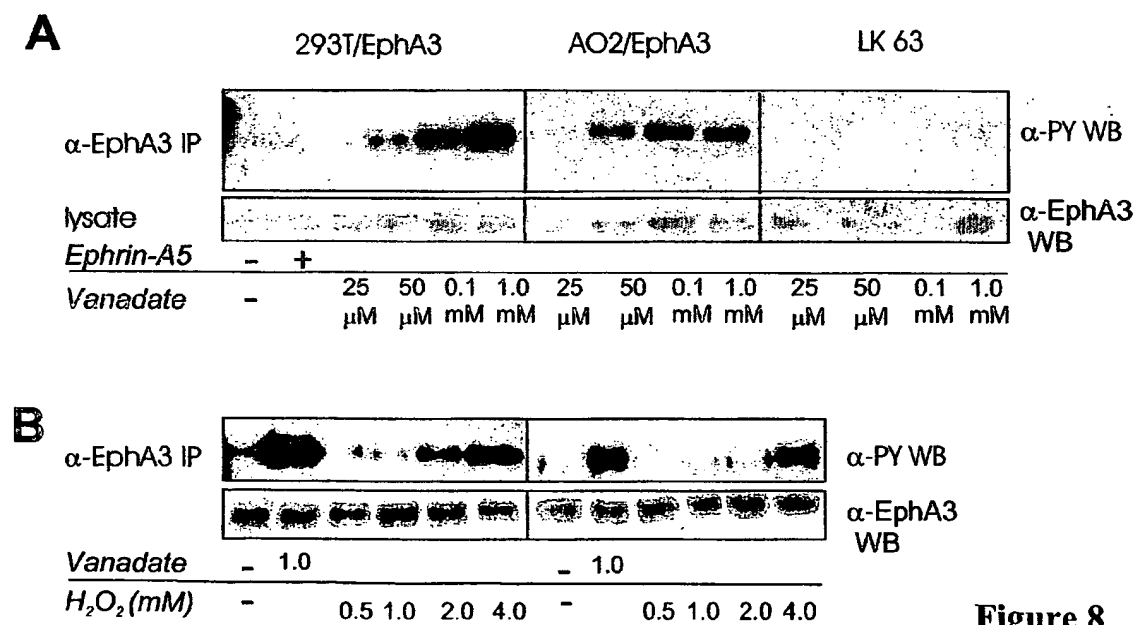 A
293T/EphA3 AO2/EphA3 LK 63
α-EphA3 IP α-PY WB
lysate α-EphA3 WB
Ephrin-A5 – +
Vanadate – 25 μM 50 μM 0.1 mM 1.0 mM 25 μM 50 μM 0.1 mM 1.0 mM 25 μM 50 μM 0.1 mM 1.0 mM
B
α-EphA3 IP α-PY WB
α-EphA3 WB
Vanadate – 1.0 – 1.0
H₂O₂ (mM) – 0.5 1.0 2.0 4.0 – 0.5 1.0 2.0 4.0
Figure 8